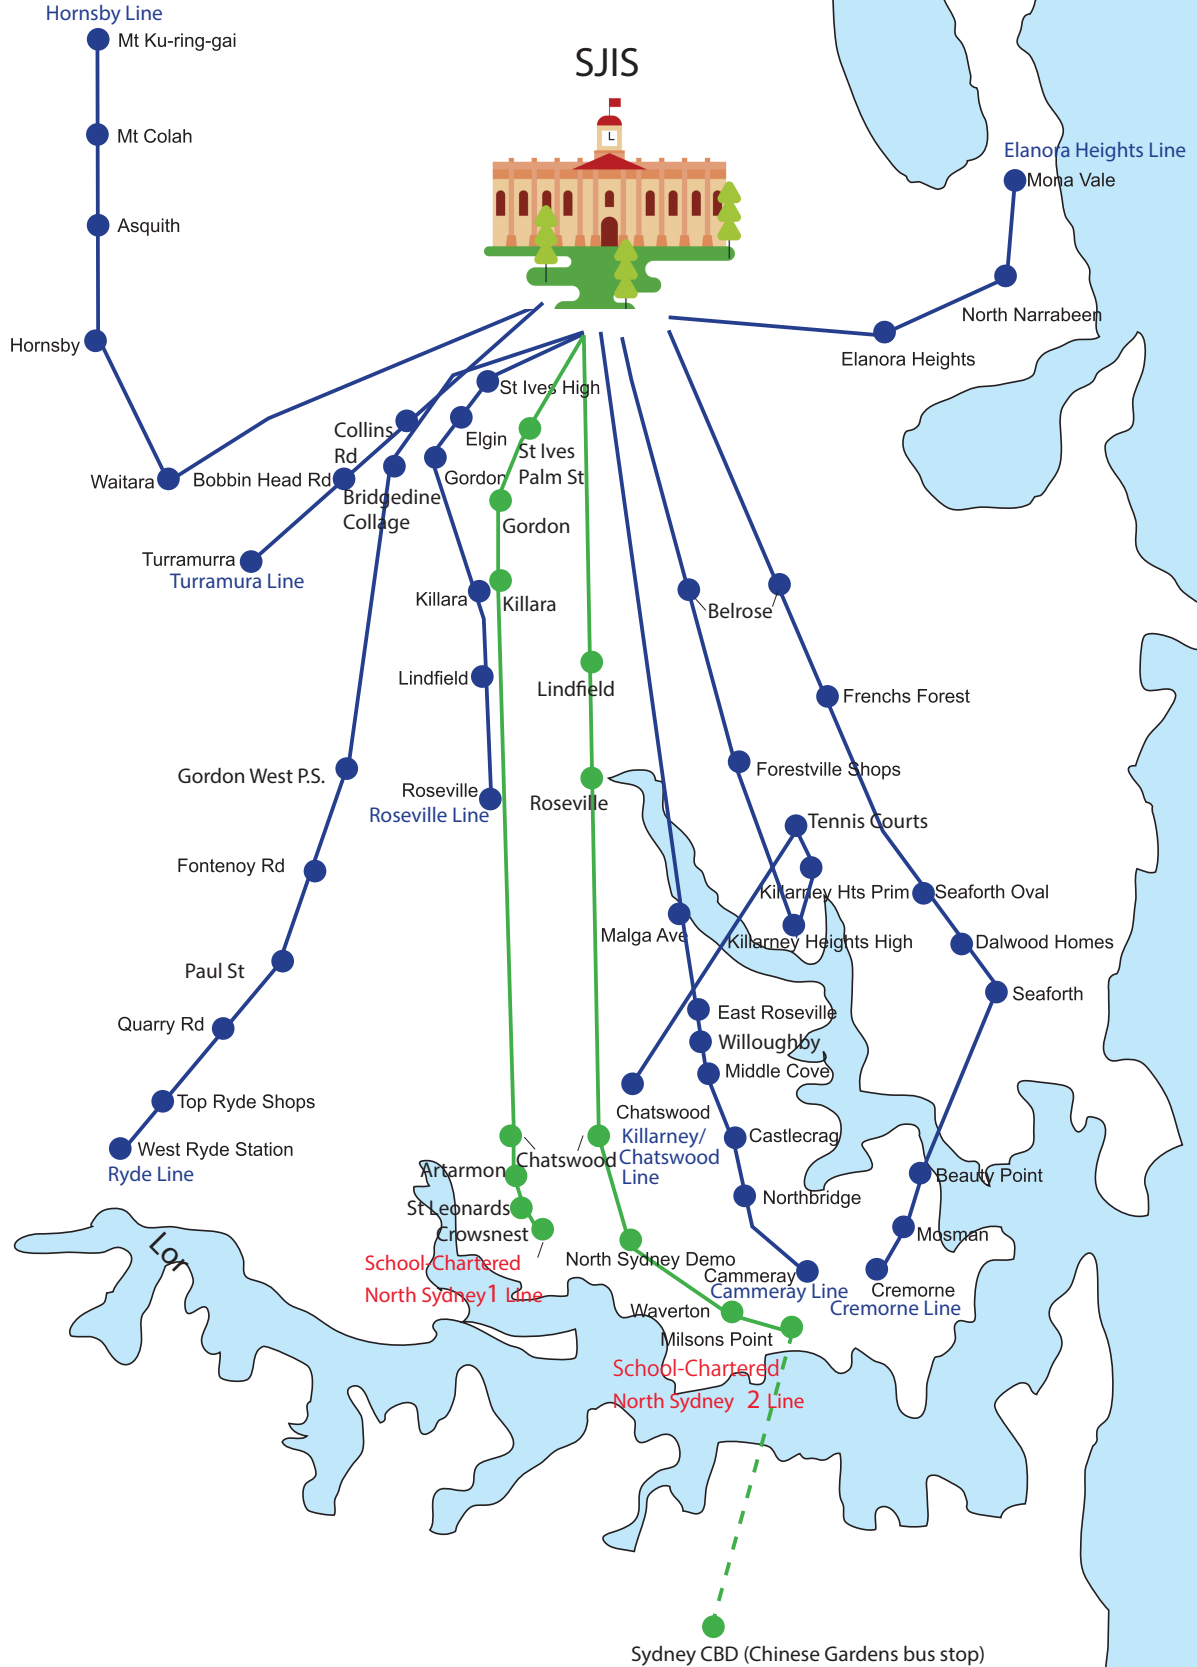 Hornsby Line
Mt Ku-ring-gai
SJIS
L
Mt Colah
Elanora Heights Line
Mona Vale
Asquith
North Narrabeen
Hornsby
Elanora Heights
St Ives High
Collins
Rd
Elgin
St Ives
Palm St
Waitara
Bobbin Head Rd
Gordon
Bridgedine
Collage
Gordon
Turramurra
Turramura Line
Killara
Killara
Belrose
Lindfield
Lindfield
Frenchs Forest
Gordon West P.S.
Forestville Shops
Roseville
Roseville Line
Roseville
Tennis Courts
Fontenoy Rd
Killarney Hts Prim
Seaforth Oval
Malga Ave
Killarney Heights High
Dalwood Homes
Paul St
Seaforth
Quarry Rd
East Roseville
Willoughby
Middle Cove
Top Ryde Shops
Chatswood
Killarney/
Chatswood
Line
West Ryde Station
Ryde Line
Castlecrag
Chatswood
Artarmon
Beauty Point
St Leonards
Northbridge
Crowsnest
Mosman
Lor
School-Chartered
North Sydney 1 Line
North Sydney Demo
Cammeray
Cammeray Line
Cremorne
Cremorne Line
Waverton
Milsons Point
School-Chartered
North Sydney 2 Line
Sydney CBD (Chinese Gardens bus stop)